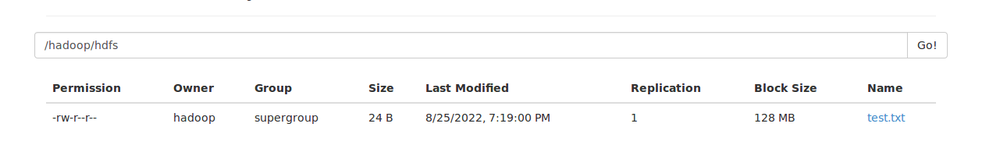 /hadoop/hdfs Go!
Permission Owner Group Size Last Modified Replication Block Size Name
-rw-r--r-- hadoop supergroup 24 B 8/25/2022, 7:19:00 PM 1 128 MB test.txt